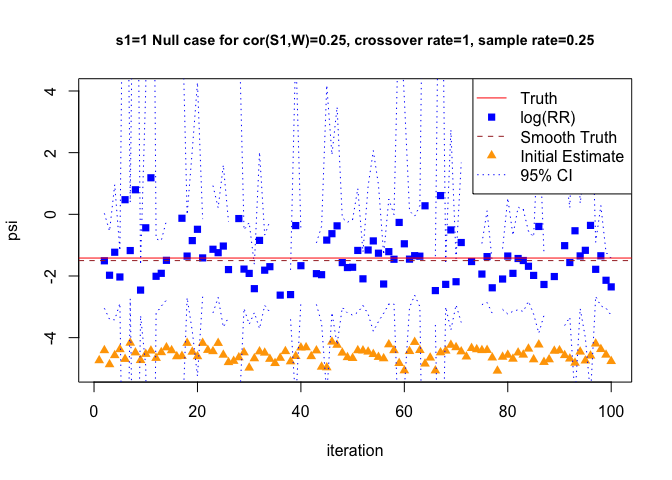 s1=1 Null case for cor(S1,W)=0.25, crossover rate=1, sample rate=0.25
Truth
log(RR)
Smooth Truth
Initial Estimate
95% CI
psi
4
2
0
-2
-4
0
20
40
60
80
100
iteration